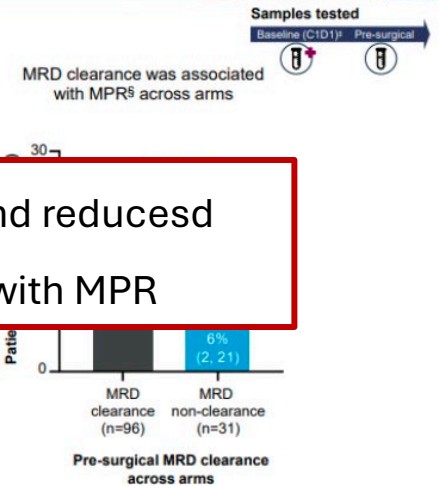 Samples tested
Baseline (C1D1)‡ Pre-surgical
MRD clearance was associated
with MPR§ across arms
30
nd reducesd
with MPR
6%
(2, 21)
0
MRD
clearance
(n=96)
MRD
non-clearance
(n=31)
Pre-surgical MRD clearance
across arms